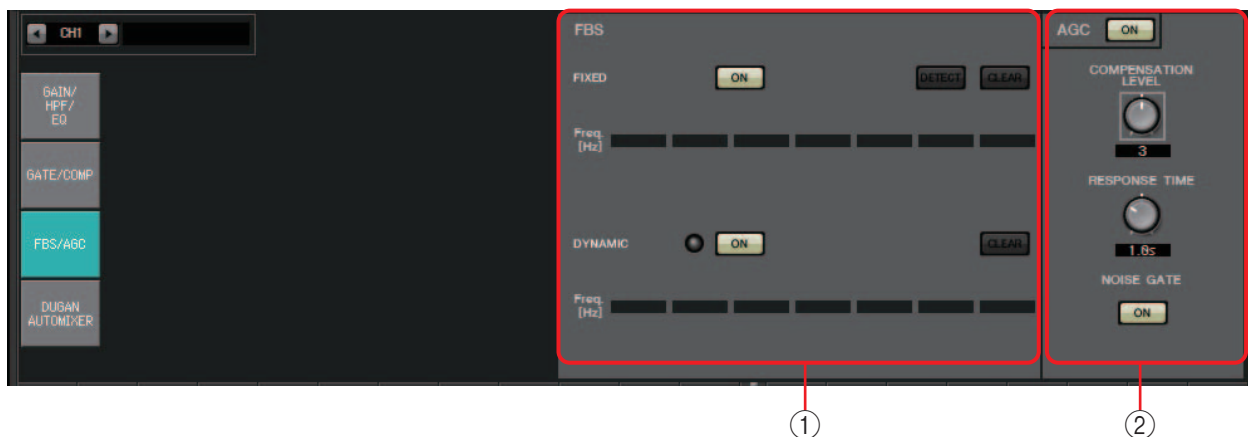 CH1
GAIN/
HPF/
EQ
GATE/COMP
FBS/AGC
DUGAN
AUTOMIXER
FBS
FIXED ON DETECT CLEAR
Freq.
[Hz]
DYNAMIC ON CLEAR
Freq.
[Hz]
AGC ON
COMPENSATION
LEVEL
3
RESPONSE TIME
1.0s
NOISE GATE
ON
① ②